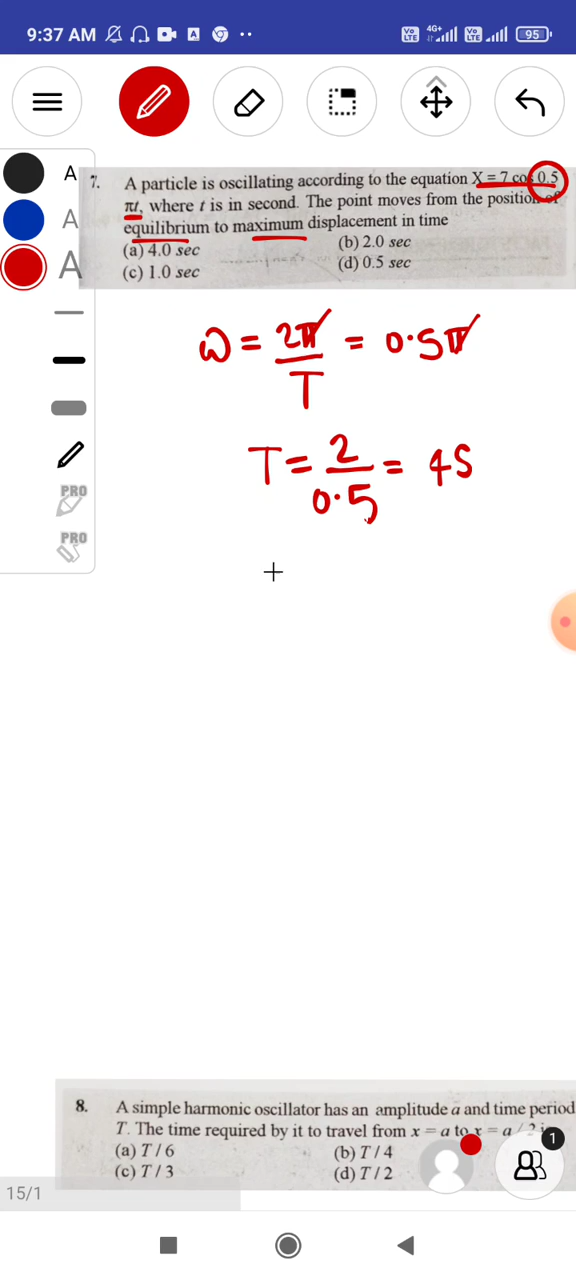 9:37 AM
4G+
95
A
A
A
PRO
PRO
7. A particle is oscillating according to the equation X = 7 cos 0.5
πt, where t is in second. The point moves from the position of
equilibrium to maximum displacement in time
(a) 4.0 sec (b) 2.0 sec
(c) 1.0 sec (d) 0.5 sec
ω = 2π/T = 0.5π
T = 2/0.5 = 4S
8. A simple harmonic oscillator has an amplitude a and time period
T. The time required by it to travel from x = a to x = a / 2
(a) T / 6 (b) T / 4
(c) T / 3 (d) T / 2
15/1
1